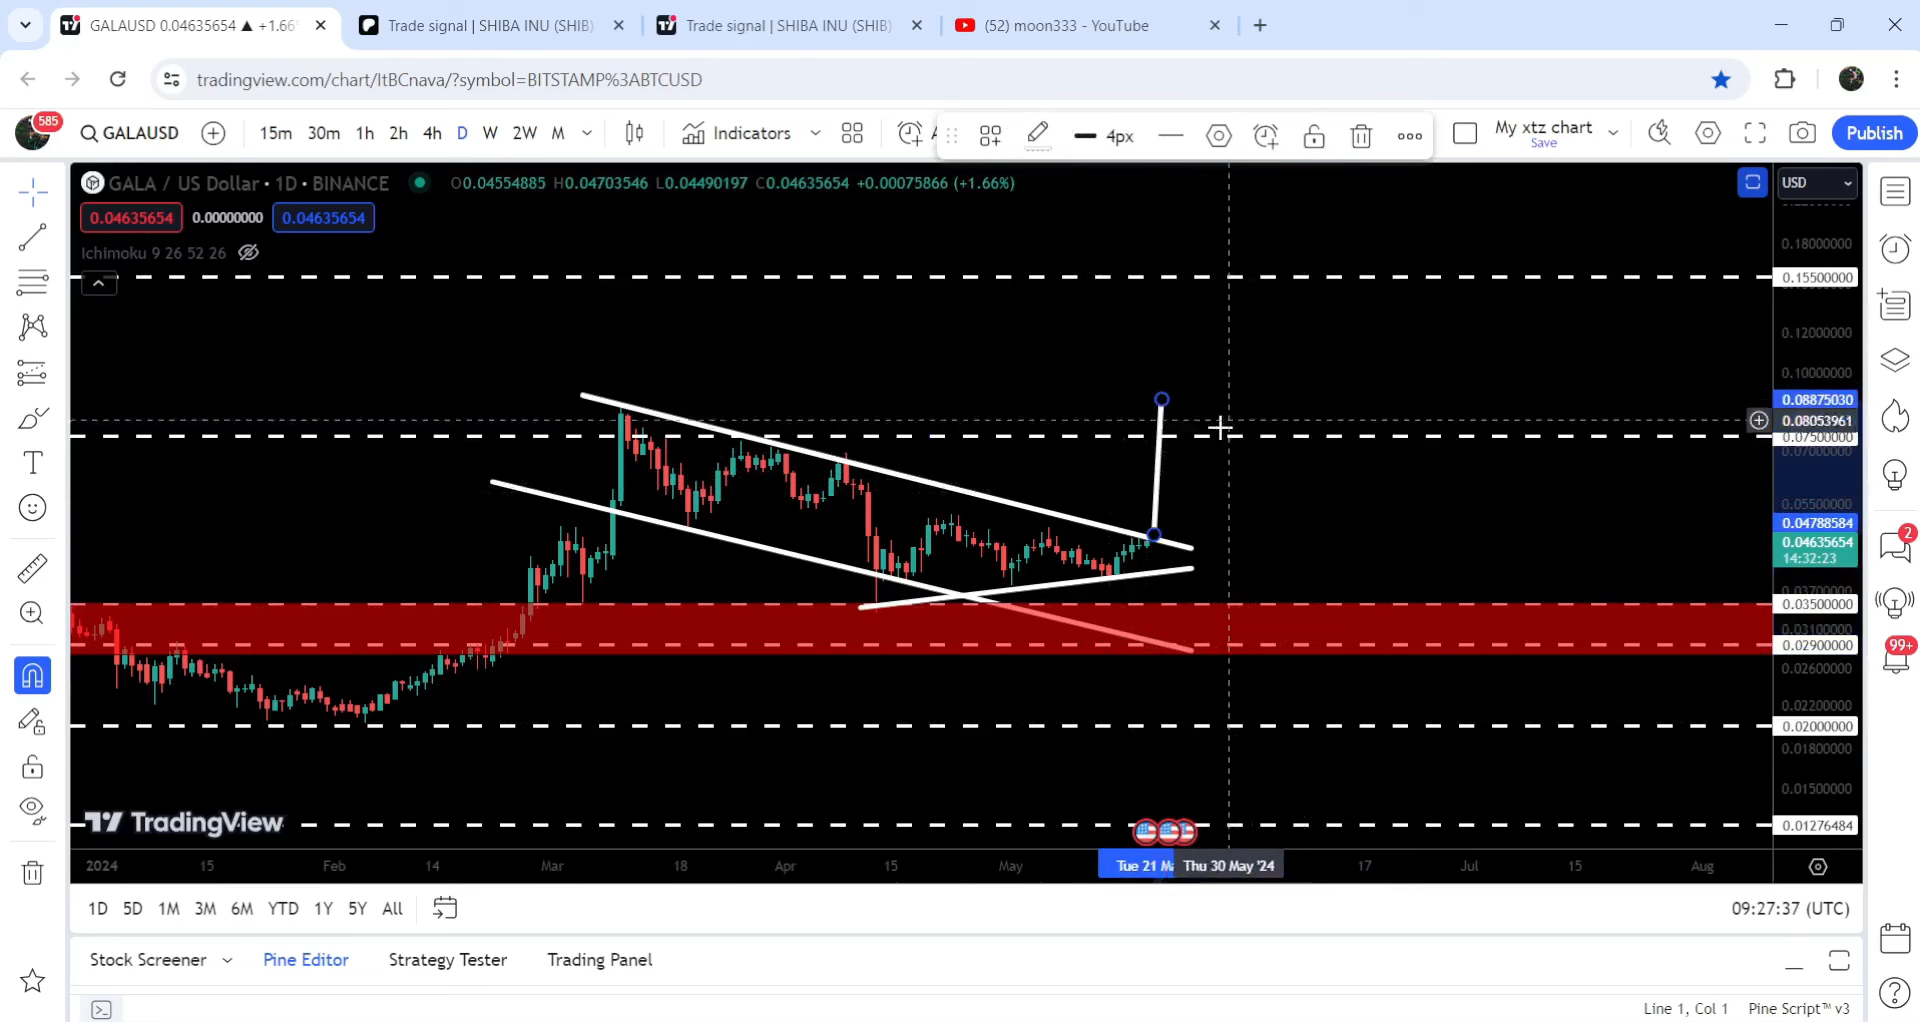 GALAUSD 0.04635654 ▲ +1.66
Trade signal | SHIBA INU (SHIB)
Trade signal | SHIBA INU (SHIB)
(52) moon333 - YouTube
tradingview.com/chart/ItBCnava/?symbol=BITSTAMP%3ABTCUSD
585
GALAUSD
15m 30m 1h 2h 4h D W 2W M
Indicators
4px
My xtz chart
Save
Publish
GALA / US Dollar · 1D · BINANCE
O0.04554885 H0.04703546 L0.04490197 C0.04635654 +0.00075866 (+1.66%)
USD
0.04635654 0.00000000 0.04635654
Ichimoku 9 26 52 26
0.18000000
0.15500000
0.12000000
0.10000000
0.08875030
0.08053961
0.07500000
0.07000000
0.05500000
0.04788584
0.04635654
14:32:23
0.03700000
0.03500000
0.03100000
0.02900000
0.02600000
0.02200000
0.02000000
0.01800000
0.01500000
0.01276484
2
99+
TradingView
2024 15 Feb 14 Mar 18 Apr 15 May Tue 21 Ma Thu 30 May '24 17 Jul 15 Aug
1D 5D 1M 3M 6M YTD 1Y 5Y All
09:27:37 (UTC)
Stock Screener Pine Editor Strategy Tester Trading Panel
Line 1, Col 1 Pine Script™ v3